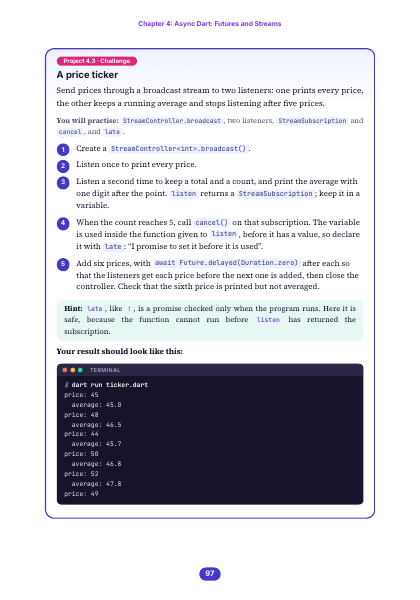 Chapter 4: Async Dart: Futures and Streams
Project 4.3 · Challenge
A price ticker
Send prices through a broadcast stream to two listeners: one prints every price,
the other keeps a running average and stops listening after five prices.
You will practise: StreamController.broadcast, two listeners, StreamSubscription and
cancel, and late.
1 Create a StreamController<int>.broadcast().
2 Listen once to print every price.
3 Listen a second time to keep a total and a count, and print the average with
one digit after the point. listen returns a StreamSubscription; keep it in a
variable.
4 When the count reaches 5, call cancel() on that subscription. The variable
is used inside the function given to listen, before it has a value, so declare
it with late: “I promise to set it before it is used”.
5 Add six prices, with await Future.delayed(Duration.zero) after each so
that the listeners get each price before the next one is added, then close the
controller. Check that the sixth price is printed but not averaged.
Hint: late, like !, is a promise checked only when the program runs. Here it is
safe, because the function cannot run before listen has returned the
subscription.
Your result should look like this:
TERMINAL
$ dart run ticker.dart
price: 45
average: 45.0
price: 48
average: 46.5
price: 44
average: 45.7
price: 50
average: 46.8
price: 52
average: 47.8
price: 49
97